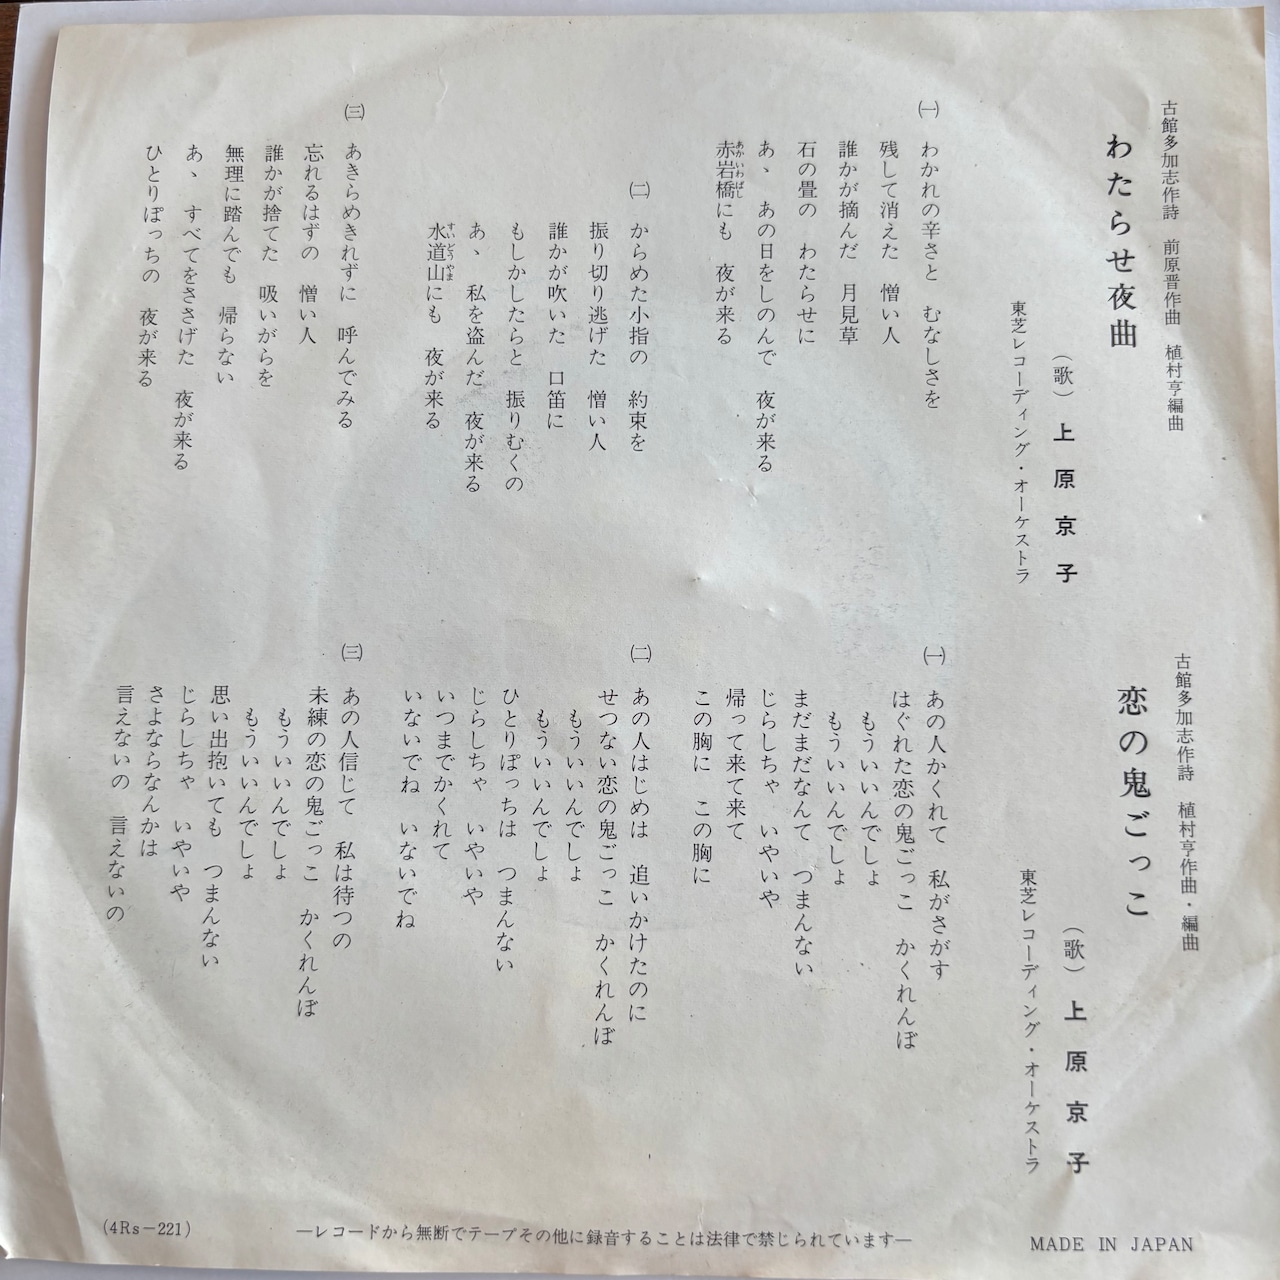 古館多加志作詩　前原晋作曲　植村亨編曲
わたらせ夜曲
（歌）上原京子
東芝レコーディング・オーケストラ
㈠ わかれの辛さと　むなしさを
残して消えた　憎い人
誰かが摘んだ　月見草
石の畳の　わたらせに
あゝ　あの日をしのんで　夜が来る
赤岩橋にも　夜が来る
あかいわばし
㈡ からめた小指の　約束を
振り切り逃げた　憎い人
誰かが吹いた　口笛に
もしかしたらと　振りむくの
あゝ　私を盗んだ　夜が来る
水道山にも　夜が来る
すいどうやま
㈢ あきらめきれずに　呼んでみる
忘れるはずの　憎い人
誰かが捨てた　吸いがらを
無理に踏んでも　帰らない
あゝ　すべてをささげた　夜が来る
ひとりぽっちの　夜が来る
古館多加志作詩　植村亨作曲・編曲
恋の鬼ごっこ
（歌）上原京子
東芝レコーディング・オーケストラ
㈠ あの人かくれて　私がさがす
はぐれた恋の鬼ごっこ　かくれんぼ
もういいんでしょ
もういいんでしょ
まだまだなんて　つまんない
じらしちゃ　いやいや
帰って来て来て
この胸に　この胸に
㈡ あの人はじめは　追いかけたのに
せつない恋の鬼ごっこ　かくれんぼ
もういいんでしょ
もういいんでしょ
ひとりぽっちは　つまんない
じらしちゃ　いやいや
いつまでかくれて
いないでね　いないでね
㈢ あの人信じて　私は待つの
未練の恋の鬼ごっこ　かくれんぼ
もういいんでしょ
もういいんでしょ
思い出抱いても　つまんない
じらしちゃ　いやいや
さよならなんかは
言えないの　言えないの
(4Rs－221)
―レコードから無断でテープその他に録音することは法律で禁じられています―
MADE IN JAPAN